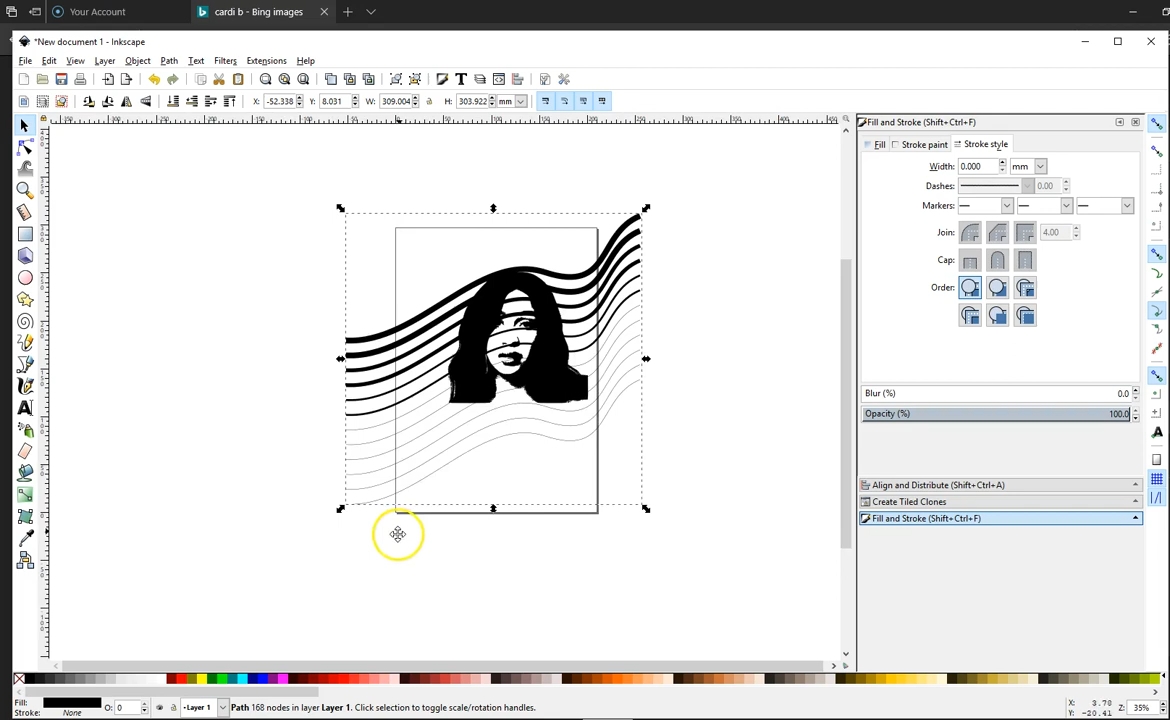 Your Account
cardi b - Bing images
*New document 1 - Inkscape
File Edit View Layer Object Path Text Filters Extensions Help
X: -52.338 Y: 8.031 W: 309.004 H: 303.922 mm
Fill and Stroke (Shift+Ctrl+F)
Fill Stroke paint Stroke style
Width: 0.000 mm
Dashes: 0.00
Markers:
Join: 4.00
Cap:
Order:
Blur (%) 0.0
Opacity (%) 100.0
Align and Distribute (Shift+Ctrl+A)
Create Tiled Clones
Fill and Stroke (Shift+Ctrl+F)
Fill:
Stroke: None
O: 0
Layer 1
Path 168 nodes in layer Layer 1. Click selection to toggle scale/rotation handles.
X: 3.78
Y: -20.41
Z: 35%